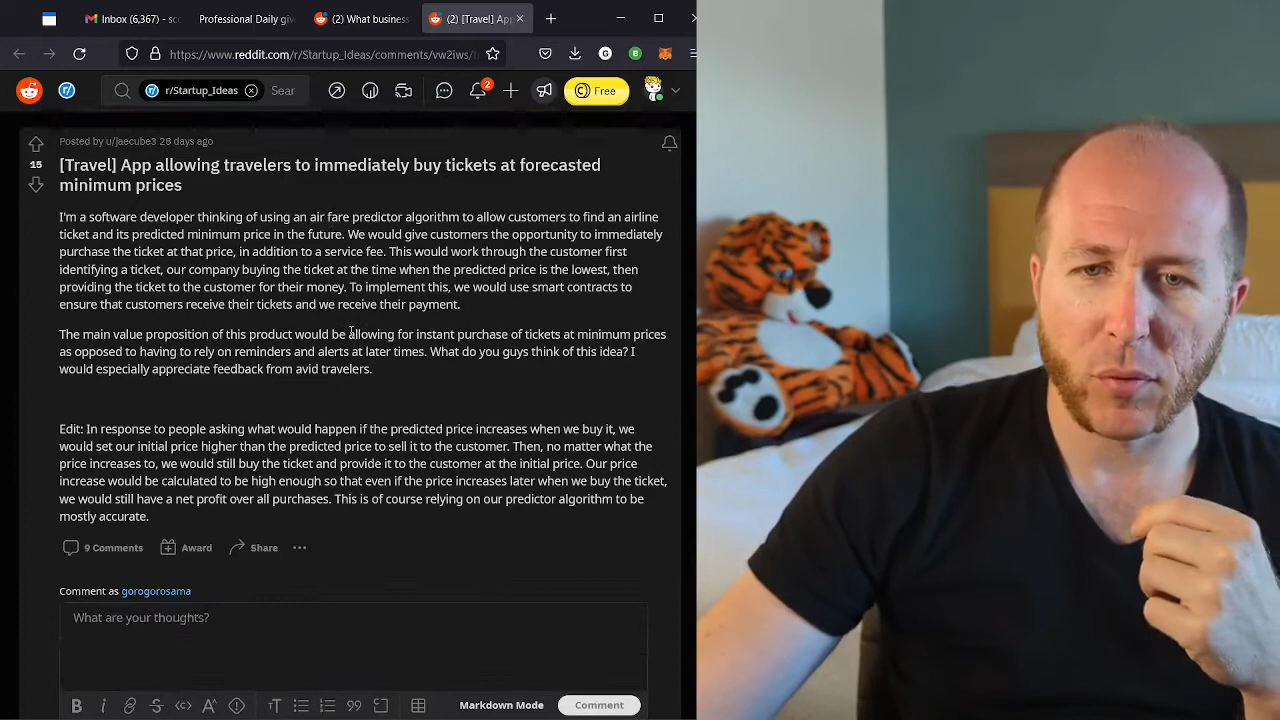 Inbox (6,367) - sc
Professional Daily give
(2) What business
(2) [Travel] App
https://www.reddit.com/r/Startup_Ideas/comments/vw2iws/t
r/Startup_Ideas
Sear
2
Free
Posted by u/jaecube3 28 days ago
15
[Travel] App allowing travelers to immediately buy tickets at forecasted
minimum prices
I'm a software developer thinking of using an air fare predictor algorithm to allow customers to find an airline
ticket and its predicted minimum price in the future. We would give customers the opportunity to immediately
purchase the ticket at that price, in addition to a service fee. This would work through the customer first
identifying a ticket, our company buying the ticket at the time when the predicted price is the lowest, then
providing the ticket to the customer for their money. To implement this, we would use smart contracts to
ensure that customers receive their tickets and we receive their payment.
The main value proposition of this product would be allowing for instant purchase of tickets at minimum prices
as opposed to having to rely on reminders and alerts at later times. What do you guys think of this idea? I
would especially appreciate feedback from avid travelers.
Edit: In response to people asking what would happen if the predicted price increases when we buy it, we
would set our initial price higher than the predicted price to sell it to the customer. Then, no matter what the
price increases to, we would still buy the ticket and provide it to the customer at the initial price. Our price
increase would be calculated to be high enough so that even if the price increases later when we buy the ticket,
we would still have a net profit over all purchases. This is of course relying on our predictor algorithm to be
mostly accurate.
9 Comments Award Share
Comment as gorogorosama
What are your thoughts?
Markdown Mode
Comment